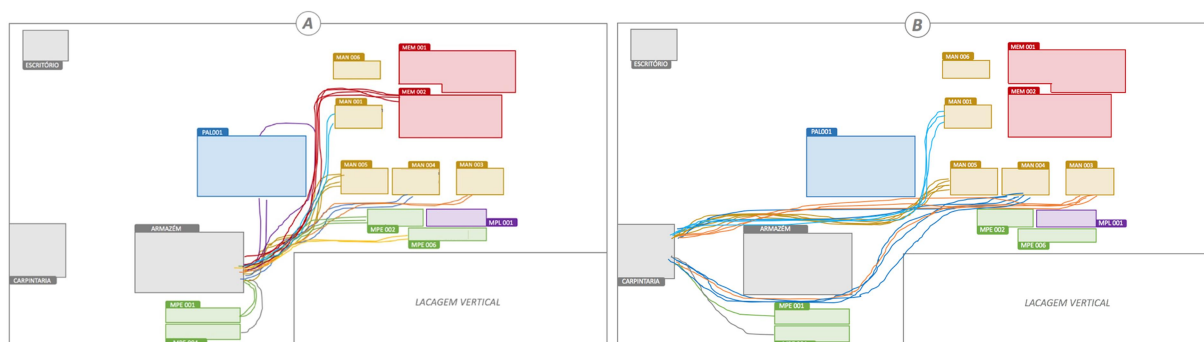 A
ESCRITÓRIO
MAN 006
MEM 001
MEM 002
MAN 001
PAL001
MAN 005
MAN 004
MAN 003
MPE 002
MPL 001
MPE 006
ARMAZÉM
CARPINTARIA
MPE 001
LACAGEM VERTICAL
B
ESCRITÓRIO
MAN 006
MEM 001
MEM 002
MAN 001
PAL001
MAN 005
MAN 004
MAN 003
MPE 002
MPL 001
MPE 006
ARMAZÉM
CARPINTARIA
MPE 001
LACAGEM VERTICAL